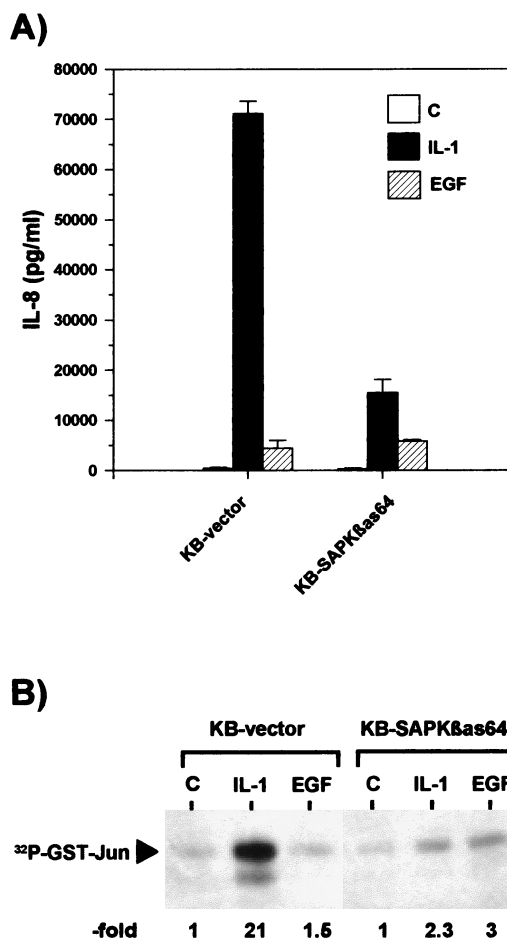 A)
80000
70000
60000
50000
40000
30000
20000
10000
0
IL-8 (pg/ml)
C
IL-1
EGF
KB-vector
KB-SAPKßas64
B)
KB-vector KB-SAPKßas64
C IL-1 EGF C IL-1 EGF
³²P-GST-Jun
-fold 1 21 1.5 1 2.3 3